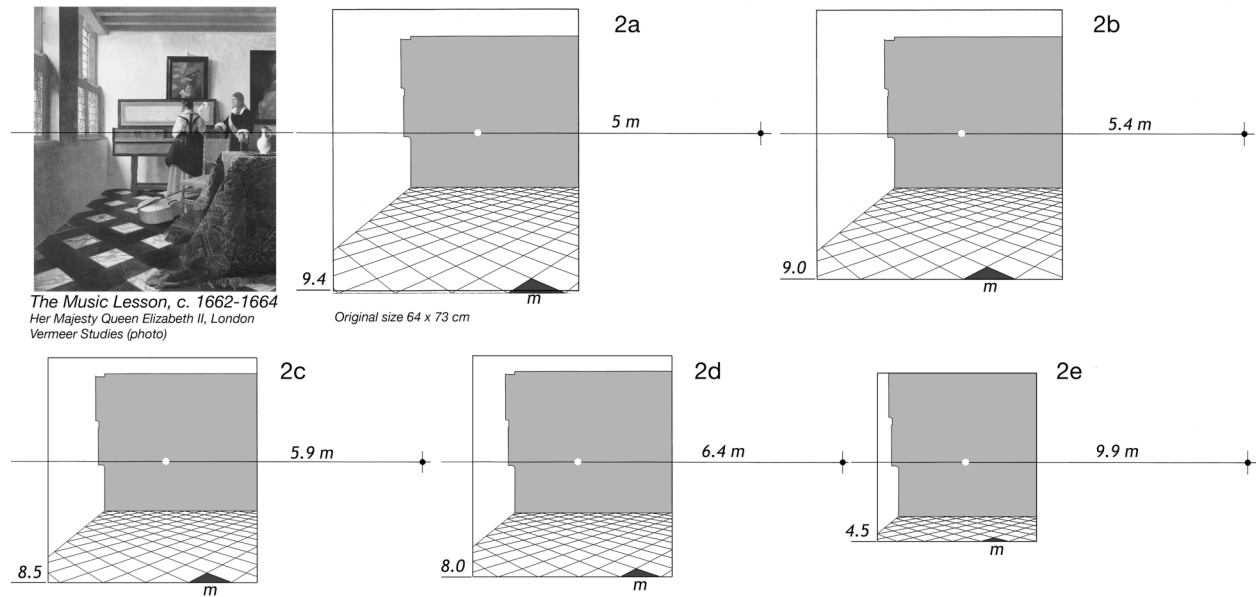 2a
2b
5 m
5.4 m
9.4
m
9.0
m
The Music Lesson, c. 1662-1664
Her Majesty Queen Elizabeth II, London
Vermeer Studies (photo)
Original size 64 x 73 cm
2c
2d
2e
5.9 m
6.4 m
9.9 m
8.5
m
8.0
m
4.5
m